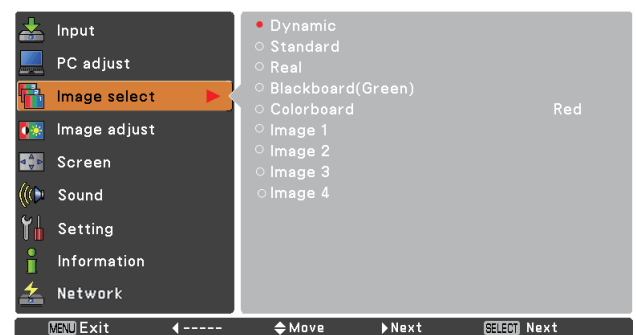 Input
PC adjust
Image select
Image adjust
Screen
Sound
Setting
Information
Network
Dynamic
Standard
Real
Blackboard(Green)
Colorboard Red
Image 1
Image 2
Image 3
Image 4
MENU Exit ----- Move Next SELECT Next